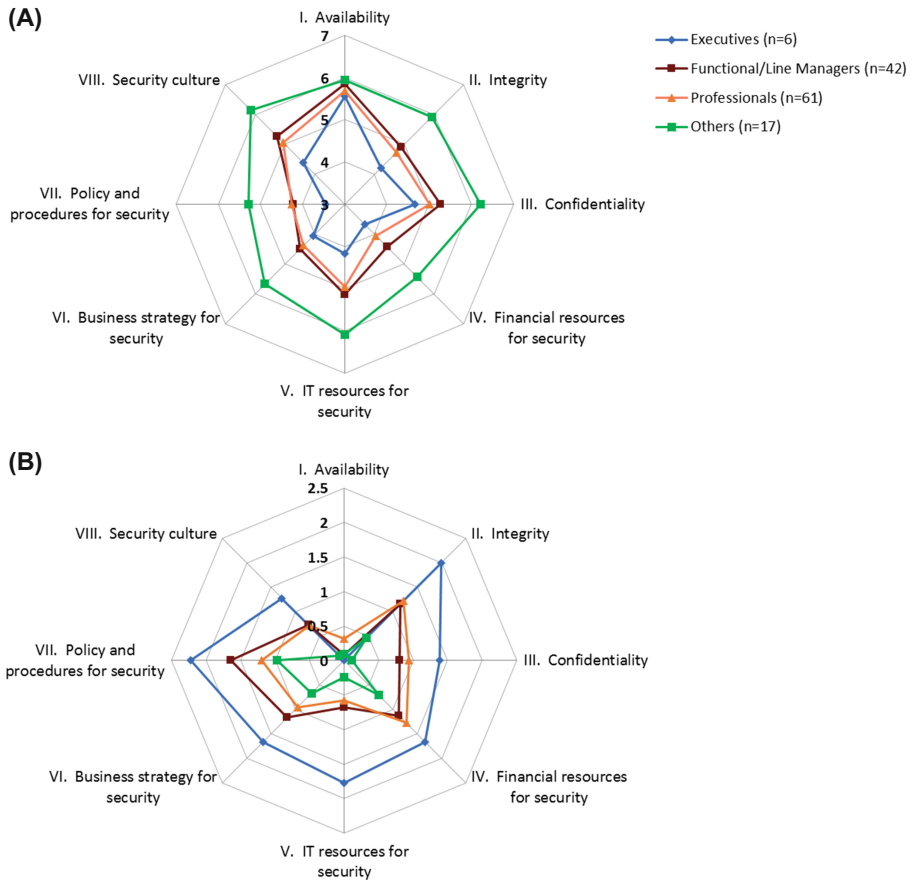 (A)
I. Availability
7
6
5
4
3
II. Integrity
III. Confidentiality
IV. Financial resources
for security
V. IT resources for
security
VI. Business strategy for
security
VII. Policy and
procedures for security
VIII. Security culture
Executives (n=6)
Functional/Line Managers (n=42)
Professionals (n=61)
Others (n=17)
(B)
I. Availability
2.5
2
1.5
1
0.5
0
II. Integrity
III. Confidentiality
IV. Financial resources
for security
V. IT resources for
security
VI. Business strategy for
security
VII. Policy and
procedures for security
VIII. Security culture